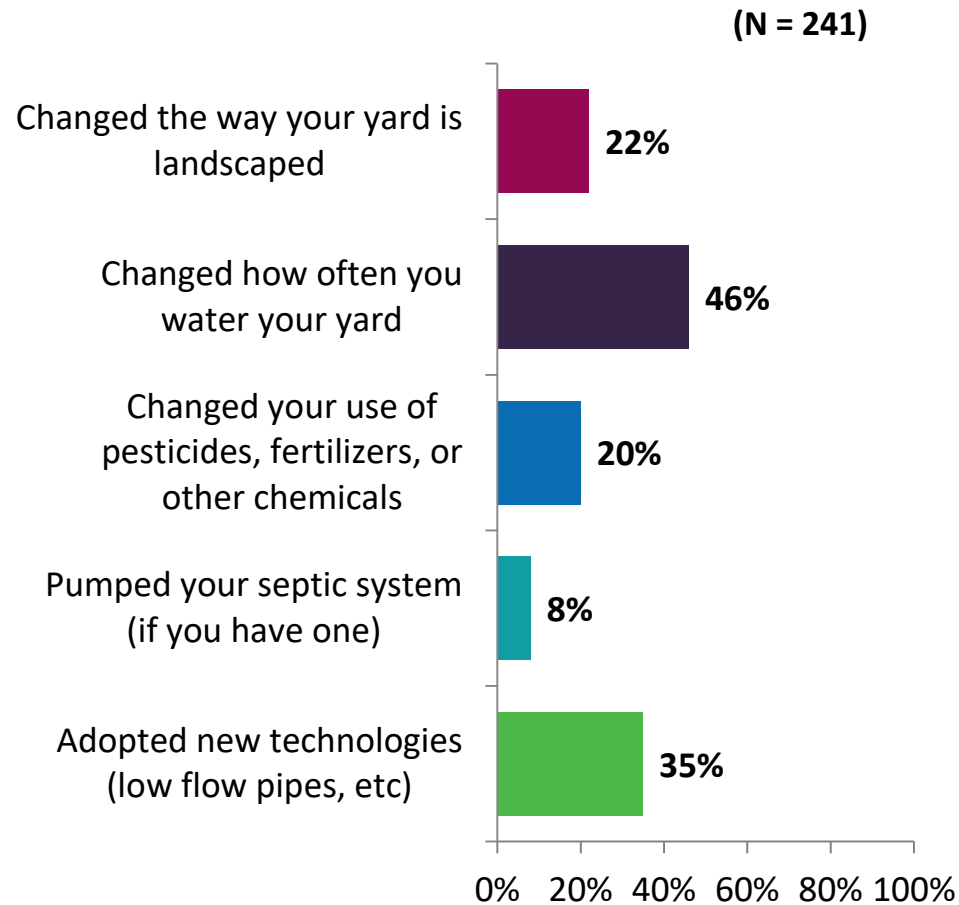 (N = 241)
Changed the way your yard is
landscaped
22%
Changed how often you
water your yard
46%
Changed your use of
pesticides, fertilizers, or
other chemicals
20%
Pumped your septic system
(if you have one)
8%
Adopted new technologies
(low flow pipes, etc)
35%
0% 20% 40% 60% 80% 100%